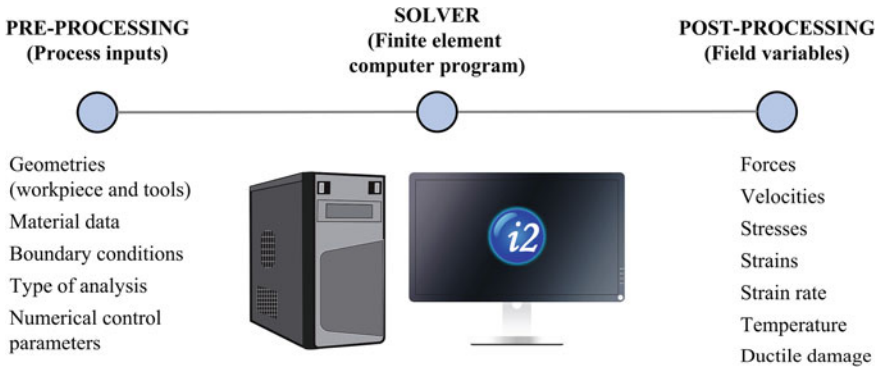 PRE-PROCESSING
(Process inputs)
SOLVER
(Finite element
computer program)
POST-PROCESSING
(Field variables)
Geometries
(workpiece and tools)
Material data
Boundary conditions
Type of analysis
Numerical control
parameters
i2
Forces
Velocities
Stresses
Strains
Strain rate
Temperature
Ductile damage